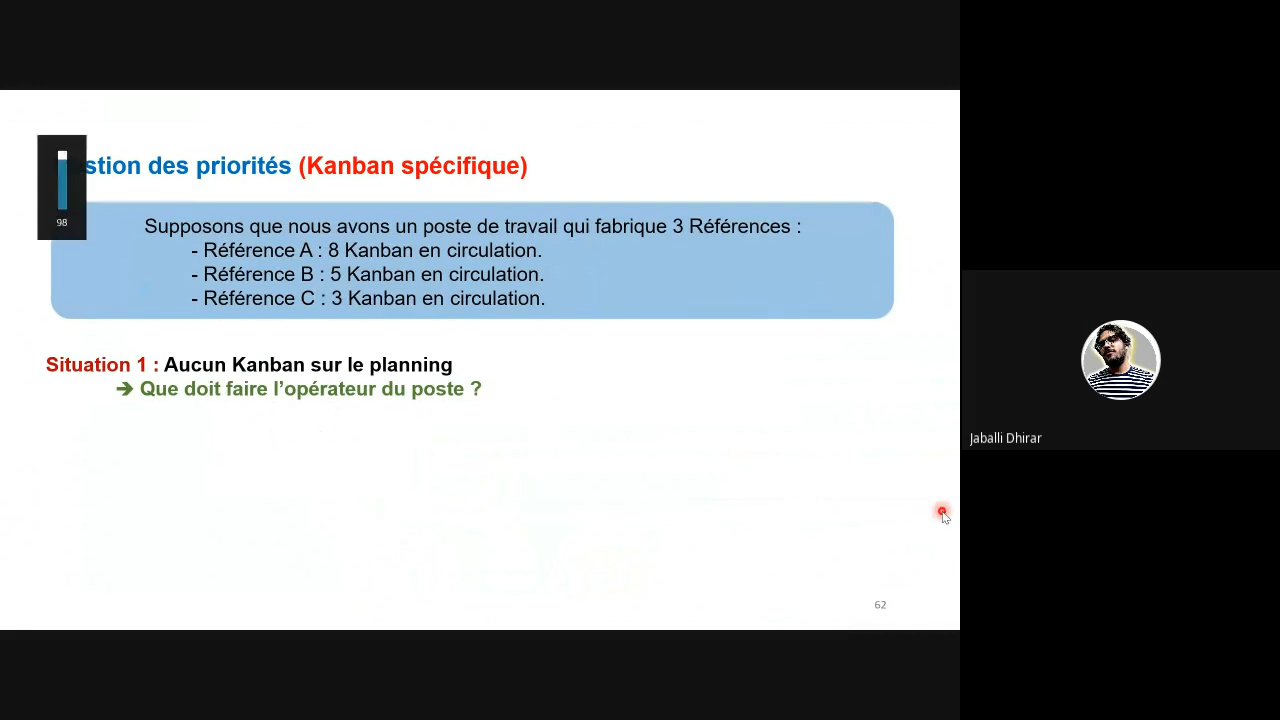 stion des priorités (Kanban spécifique)
98
Supposons que nous avons un poste de travail qui fabrique 3 Références :
- Référence A : 8 Kanban en circulation.
- Référence B : 5 Kanban en circulation.
- Référence C : 3 Kanban en circulation.
Situation 1 : Aucun Kanban sur le planning
➔ Que doit faire l’opérateur du poste ?
Jaballi Dhirar
62